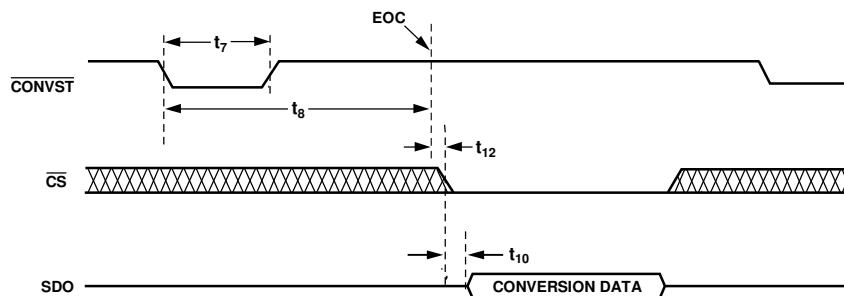 EOC
t7
CONVST
t8
t12
CS
t10
SDO
CONVERSION DATA